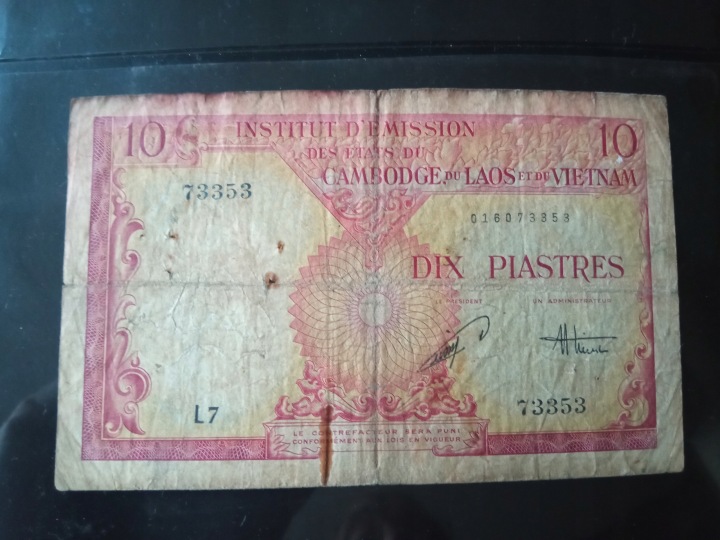 10 INSTITUT D'EMISSION 10
DES ETATS DU
CAMBODGE, DU LAOS ET DU VIETNAM
73353
016073353
DIX PIASTRES
LE PRESIDENT UN ADMINISTRATEUR
L7
73353
LE CONTREFACTEUR SERA PUNI
CONFORMÉMENT AUX LOIS EN VIGUEUR